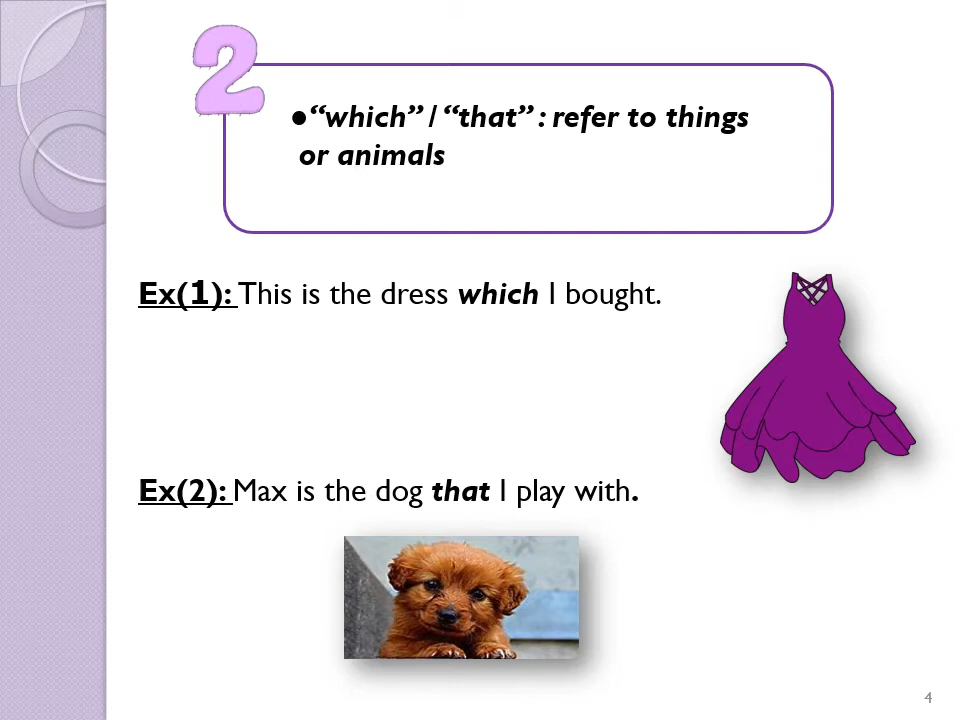 2
●“which” / “that” : refer to things
or animals
Ex(1): This is the dress which I bought.
Ex(2): Max is the dog that I play with.
4